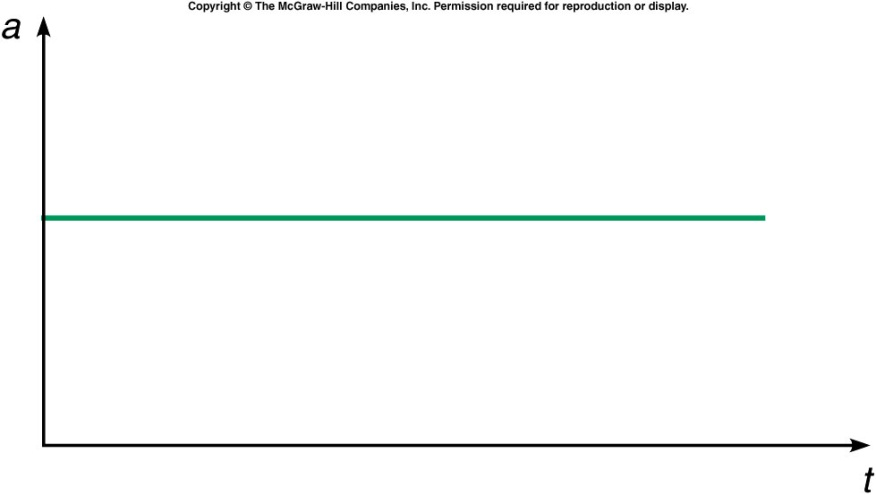 Copyright © The McGraw-Hill Companies, Inc. Permission required for reproduction or display.
a
t